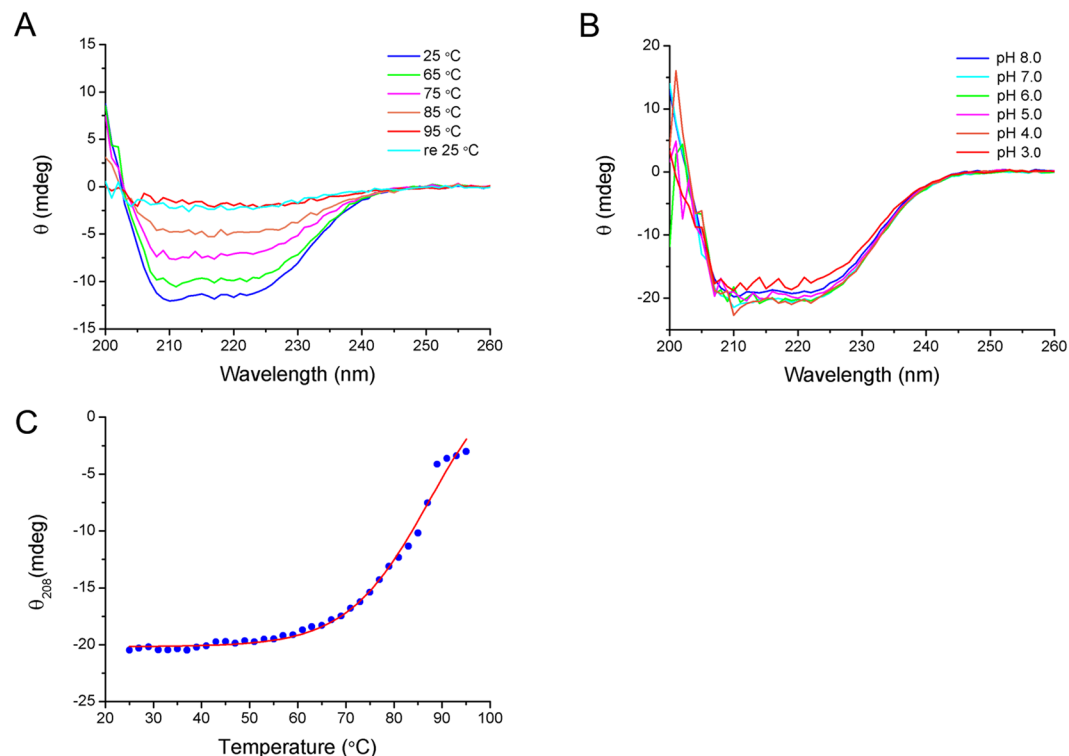 A
B
15
10
5
0
-5
-10
-15
200
210
220
230
240
250
260
θ (mdeg)
Wavelength (nm)
25 °C
65 °C
75 °C
85 °C
95 °C
re 25 °C
20
10
0
-10
-20
200
210
220
230
240
250
260
θ (mdeg)
Wavelength (nm)
pH 8.0
pH 7.0
pH 6.0
pH 5.0
pH 4.0
pH 3.0
C
0
-5
-10
-15
-20
-25
20
30
40
50
60
70
80
90
100
θ208(mdeg)
Temperature (°C)